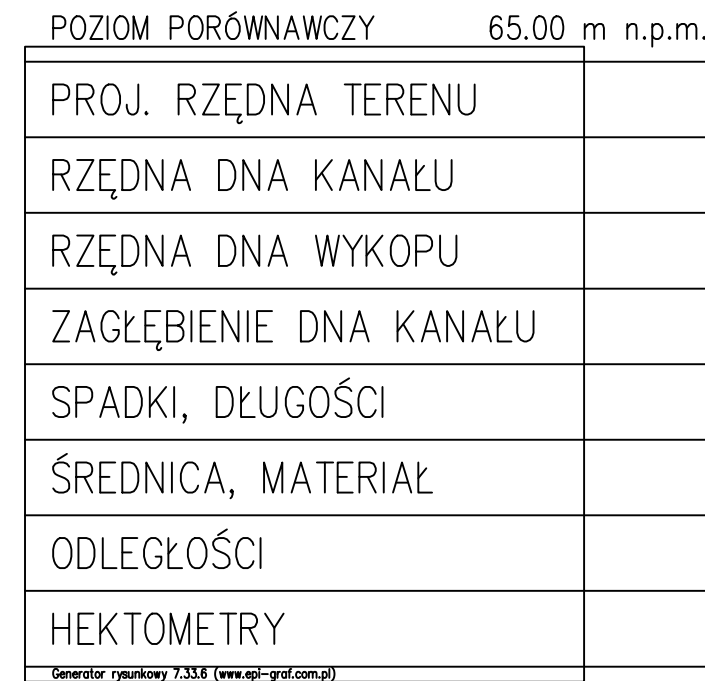 POZIOM PORÓWNAWCZY 65.00 m n.p.m.
PROJ. RZĘDNA TERENU
RZĘDNA DNA KANAŁU
RZĘDNA DNA WYKOPU
ZAGŁĘBIENIE DNA KANAŁU
SPADKI, DŁUGOŚCI
ŚREDNICA, MATERIAŁ
ODLEGŁOŚCI
HEKTOMETRY
Generator rysunkowy 7.33.6 (www.epi-graf.com.pl)